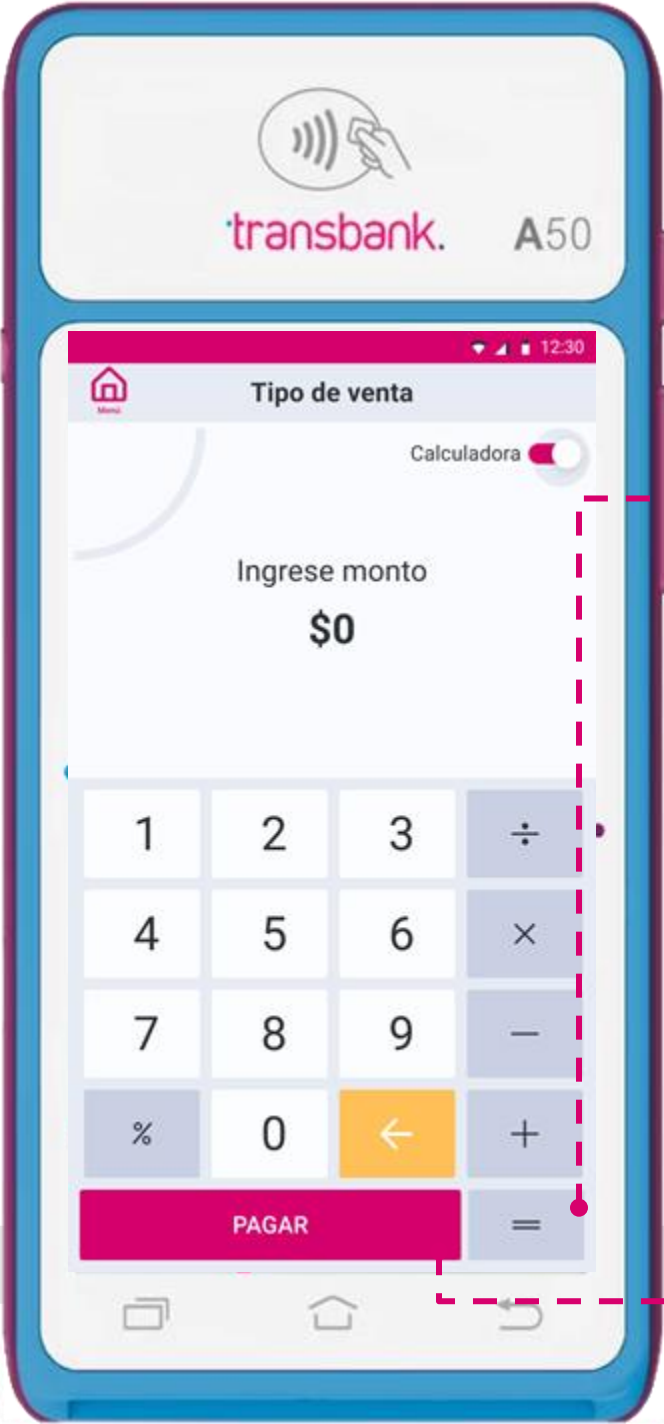 transbank.
A50
12:30
Menú
Tipo de venta
Calculadora
Ingrese monto
$0
1 2 3 ÷
4 5 6 ×
7 8 9 −
% 0 ← +
PAGAR =